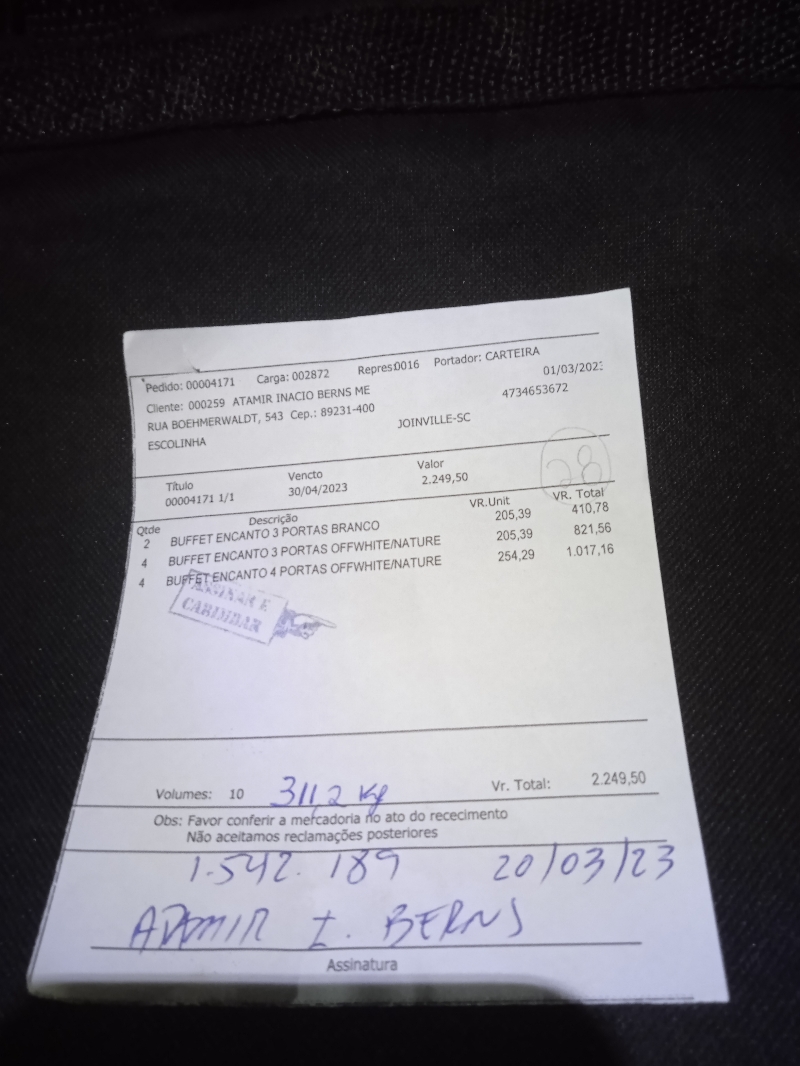 Pedido: 00004171 Carga: 002872 Repres:0016 Portador: CARTEIRA
01/03/2023
Cliente: 000259 ATAMIR INACIO BERNS ME 4734653672
RUA BOEHMERWALDT, 543 Cep.: 89231-400
JOINVILLE-SC
ESCOLINHA
28
Título Vencto Valor
00004171 1/1 30/04/2023 2.249,50
Qtde Descrição VR.Unit VR. Total
2 BUFFET ENCANTO 3 PORTAS BRANCO 205,39 410,78
4 BUFFET ENCANTO 3 PORTAS OFFWHITE/NATURE 205,39 821,56
4 BUFFET ENCANTO 4 PORTAS OFFWHITE/NATURE 254,29 1.017,16
ASSINAR E
CARIMBAR
Volumes: 10 311,2 Kg Vr. Total: 2.249,50
Obs: Favor conferir a mercadoria no ato do rececimento
Não aceitamos reclamações posteriores
1.542.189 20/03/23
ADAMIR I. BERNS
Assinatura